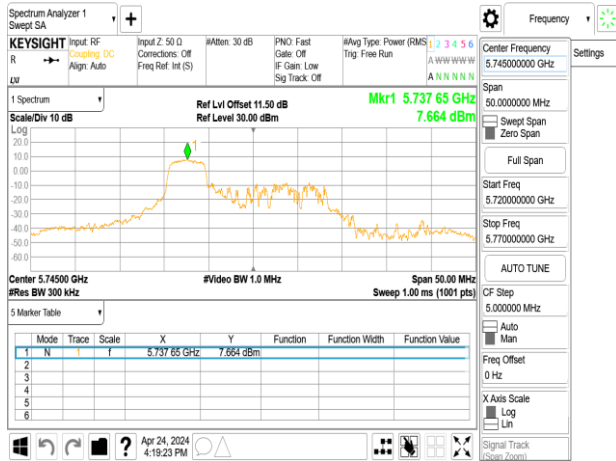 Spectrum Analyzer 1
Swept SA
+
Frequency
KEYSIGHT
R
Input: RF
Coupling: DC
Align: Auto
Input Z: 50 Ω
Corrections: Off
Freq Ref: Int (S)
#Atten: 30 dB
PNO: Fast
Gate: Off
IF Gain: Low
Sig Track: Off
#Avg Type: Power (RMS
Trig: Free Run
1 2 3 4 5 6
A WWWWW
A NNNNN
LXI
1 Spectrum
Scale/Div 10 dB
Ref Lvl Offset 11.50 dB
Ref Level 30.00 dBm
Mkr1 5.737 65 GHz
7.664 dBm
Log
20.0
10.0
0.00
-10.0
-20.0
-30.0
-40.0
-50.0
-60.0
1
Center 5.74500 GHz
#Res BW 300 kHz
#Video BW 1.0 MHz
Span 50.00 MHz
Sweep 1.00 ms (1001 pts)
5 Marker Table
Mode Trace Scale X Y Function Function Width Function Value
1 N 1 f 5.737 65 GHz 7.664 dBm
2
3
4
5
6
?
Apr 24, 2024
4:19:23 PM
Center Frequency
5.745000000 GHz
Settings
Span
50.0000000 MHz
Swept Span
Zero Span
Full Span
Start Freq
5.720000000 GHz
Stop Freq
5.770000000 GHz
AUTO TUNE
CF Step
5.000000 MHz
Auto
Man
Freq Offset
0 Hz
X Axis Scale
Log
Lin
Signal Track
(Span Zoom)